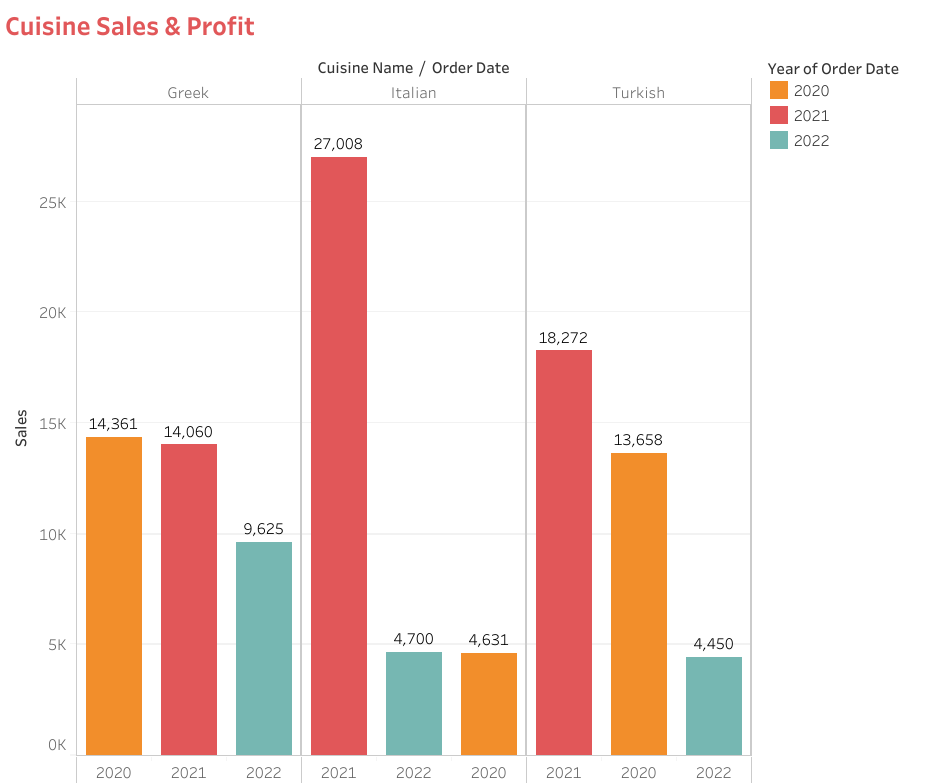 Cuisine Sales & Profit
Cuisine Name / Order Date
Greek Italian Turkish
Year of Order Date
2020
2021
2022
Sales
25K
20K
15K
10K
5K
0K
14,361 14,060 9,625
27,008 4,700 4,631
18,272 13,658 4,450
2020 2021 2022 2021 2022 2020 2021 2020 2022